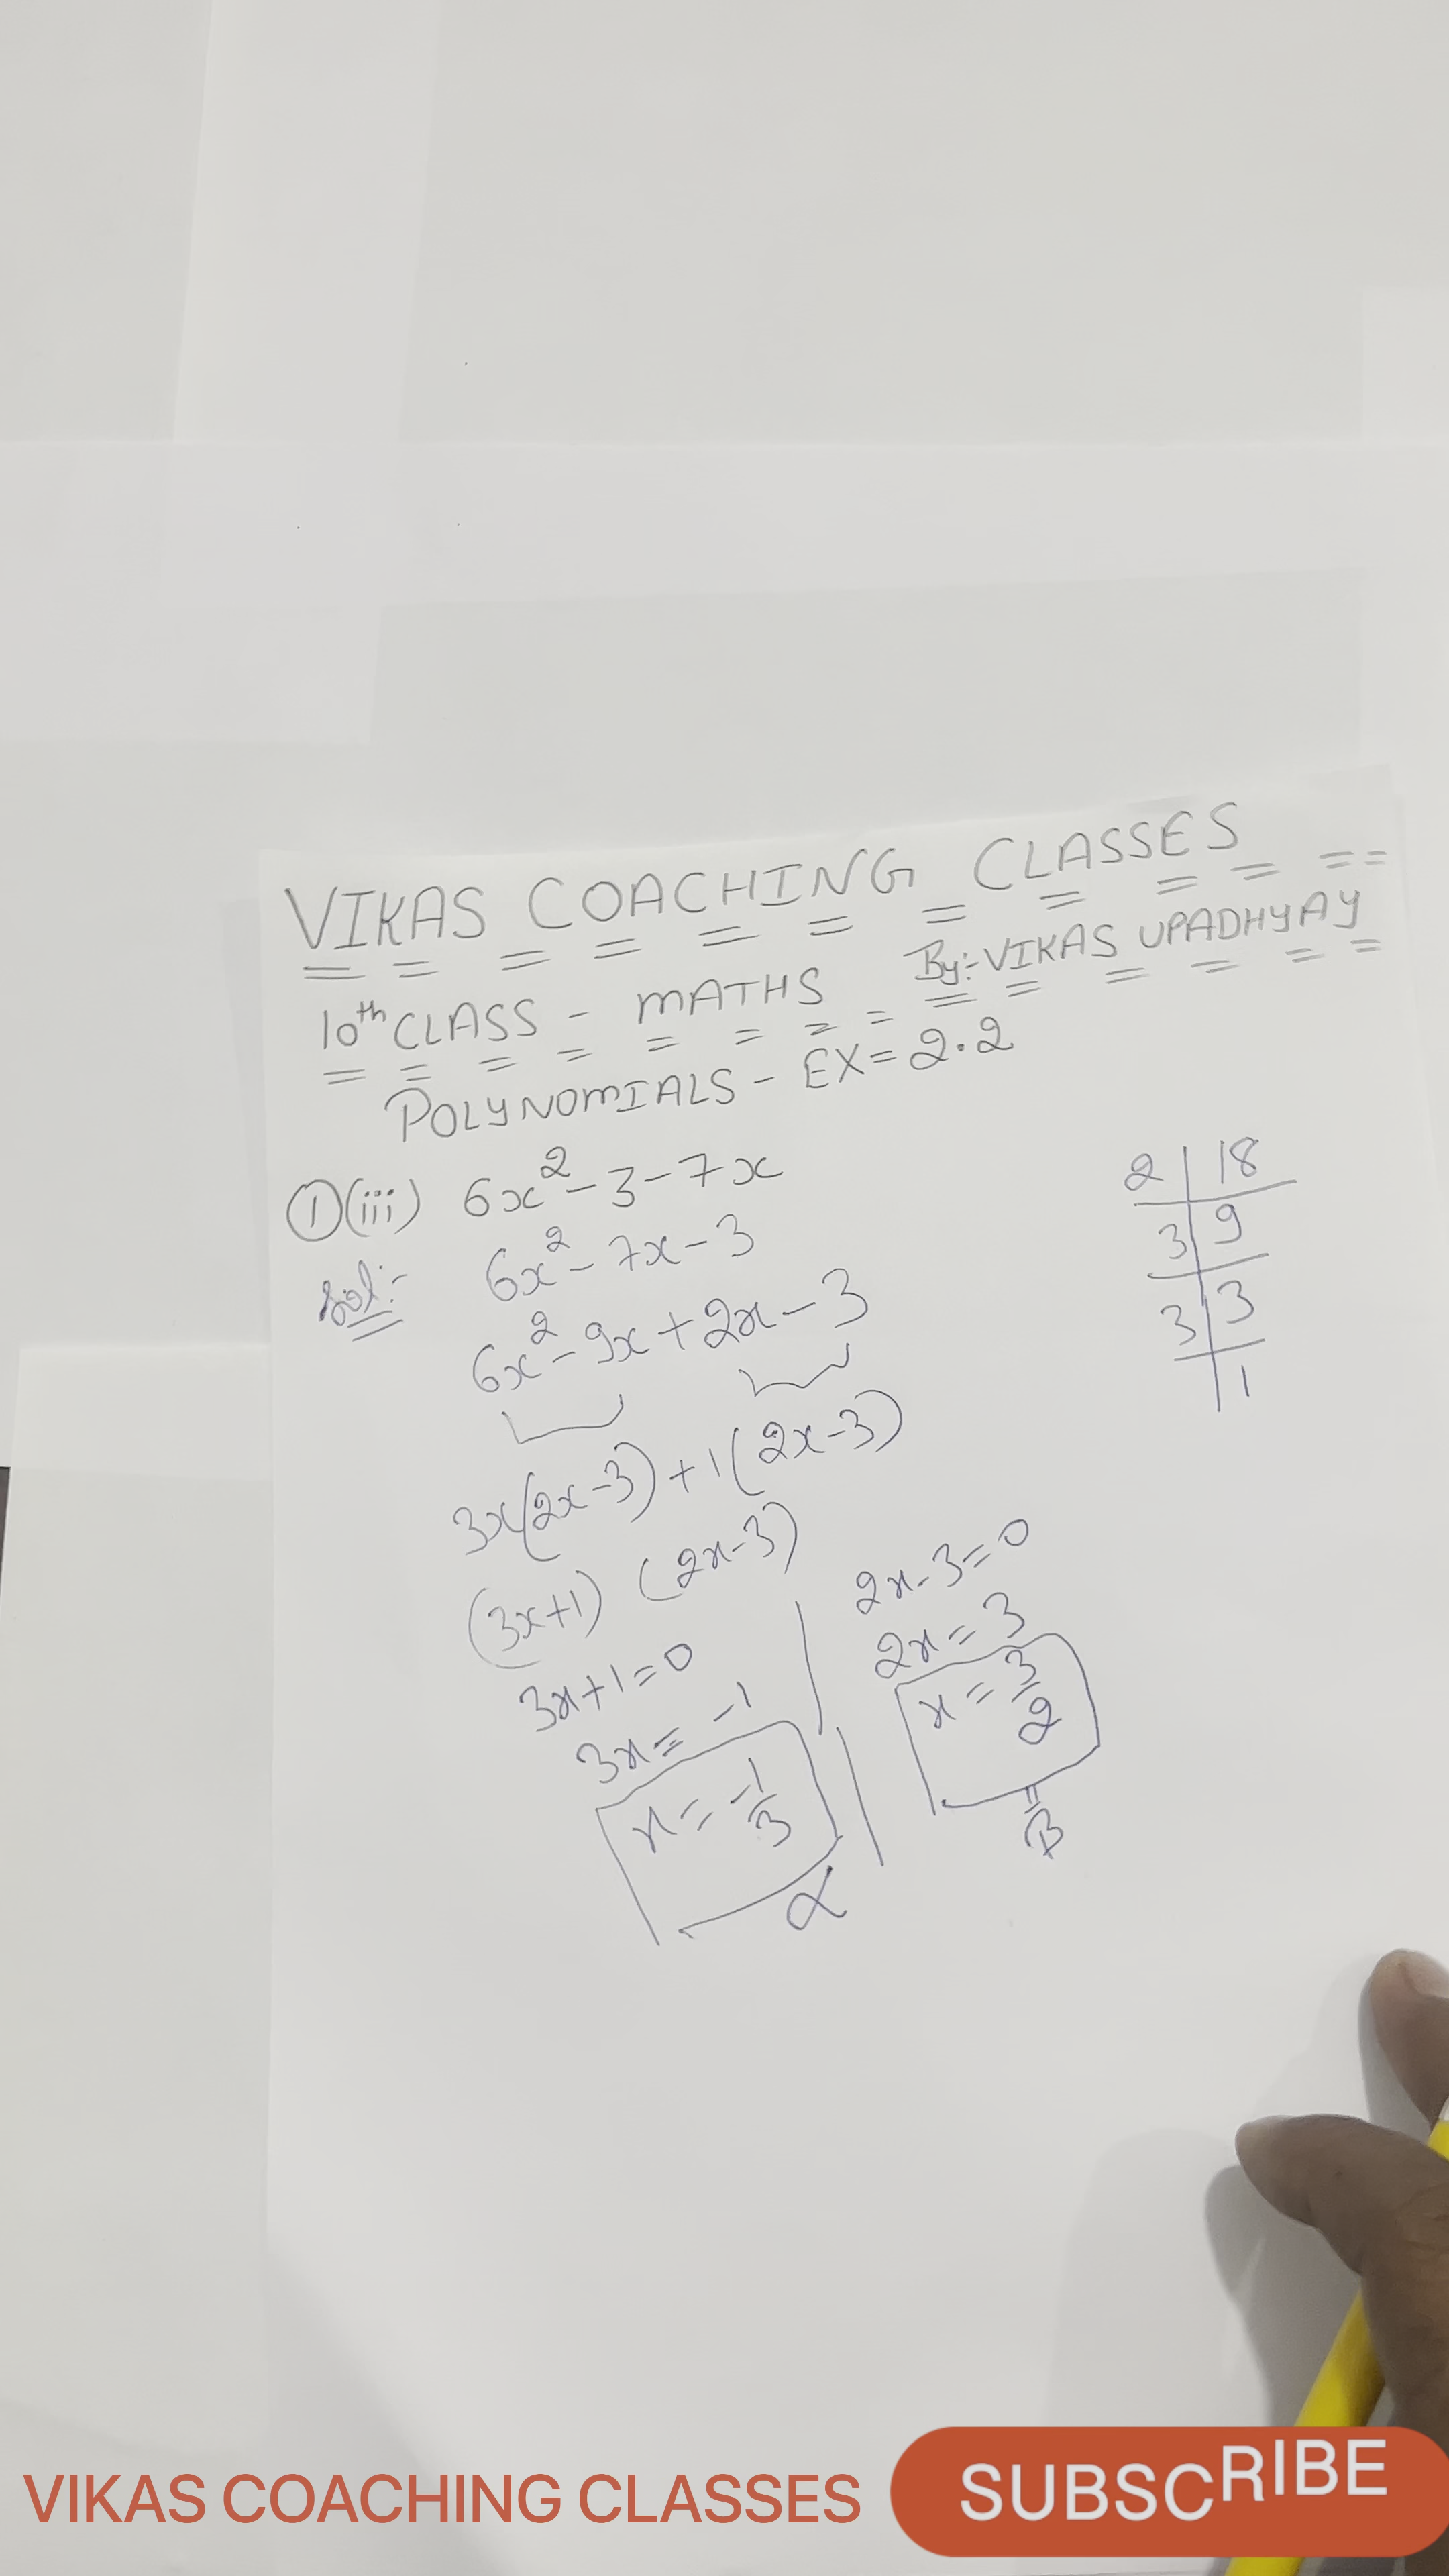 VIKAS COACHING CLASSES
10th CLASS - MATHS By:- VIKAS UPADHYAY
POLYNOMIALS - EX = 2.2
①(iii) 6x² - 3 - 7x
Sol:- 6x² - 7x - 3
6x² - 9x + 2x - 3
3x(2x-3) + 1(2x-3)
(3x+1) (2x-3)
3x+1=0
3x= -1
x= -1/3
α
2x-3=0
2x=3
x=3/2
=β
2 | 18
3 | 9
3 | 3
| 1
VIKAS COACHING CLASSES
SUBSCRIBE